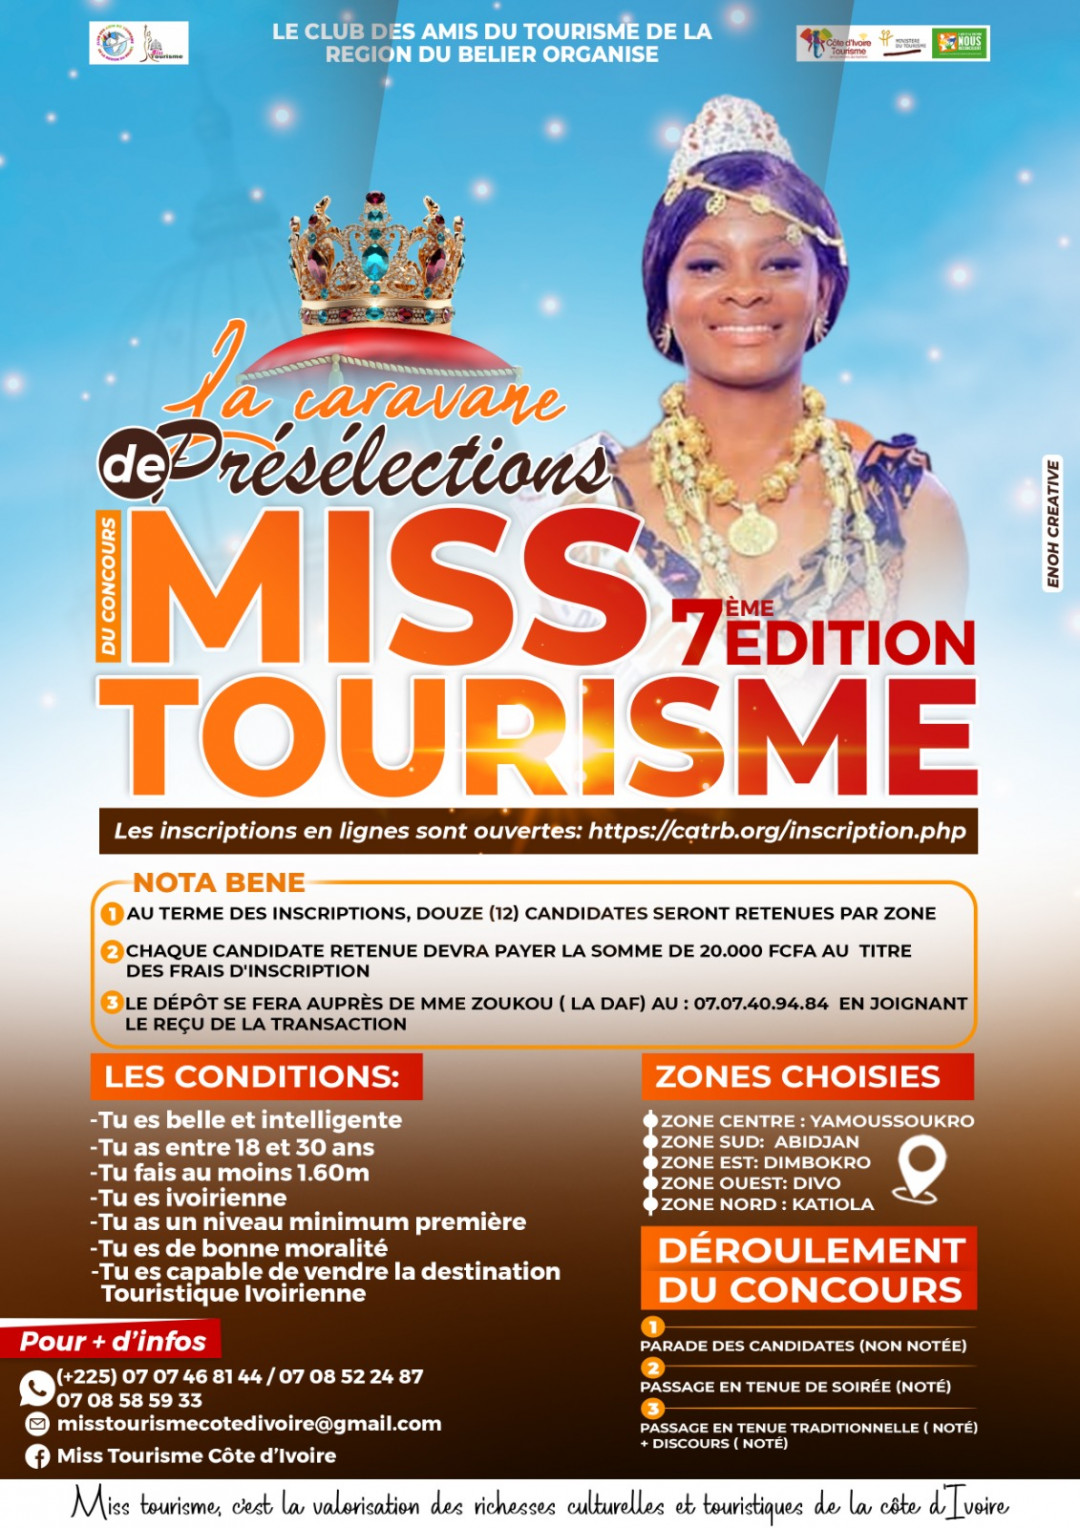 LE CLUB DES AMIS DU TOURISME DE LA
REGION DU BELIER ORGANISE
Tourisme
Côte d'Ivoire
Tourisme
MINISTERE
DU TOURISME
NOUS
La caravane
de Présélections
DU CONCOURS
MISS
7ÈME EDITION
TOURISME
ENOH CREATIVE
Les inscriptions en lignes sont ouvertes: https://catrb.org/inscription.php
NOTA BENE
1 AU TERME DES INSCRIPTIONS, DOUZE (12) CANDIDATES SERONT RETENUES PAR ZONE
2 CHAQUE CANDIDATE RETENUE DEVRA PAYER LA SOMME DE 20.000 FCFA AU TITRE
DES FRAIS D'INSCRIPTION
3 LE DÉPÔT SE FERA AUPRÈS DE MME ZOUKOU ( LA DAF) AU : 07.07.40.94.84 EN JOIGNANT
LE REÇU DE LA TRANSACTION
LES CONDITIONS:
-Tu es belle et intelligente
-Tu as entre 18 et 30 ans
-Tu fais au moins 1.60m
-Tu es ivoirienne
-Tu as un niveau minimum première
-Tu es de bonne moralité
-Tu es capable de vendre la destination
Touristique Ivoirienne
ZONES CHOISIES
ZONE CENTRE : YAMOUSSOUKRO
ZONE SUD: ABIDJAN
ZONE EST: DIMBOKRO
ZONE OUEST: DIVO
ZONE NORD : KATIOLA
DÉROULEMENT
DU CONCOURS
1
PARADE DES CANDIDATES (NON NOTÉE)
2
PASSAGE EN TENUE DE SOIRÉE (NOTÉ)
3
PASSAGE EN TENUE TRADITIONNELLE ( NOTÉ)
+ DISCOURS ( NOTÉ)
Pour + d'infos
(+225) 07 07 46 81 44 / 07 08 52 24 87
07 08 58 59 33
misstourismecotedivoire@gmail.com
Miss Tourisme Côte d'Ivoire
Miss tourisme, c'est la valorisation des richesses culturelles et touristiques de la côte d'Ivoire